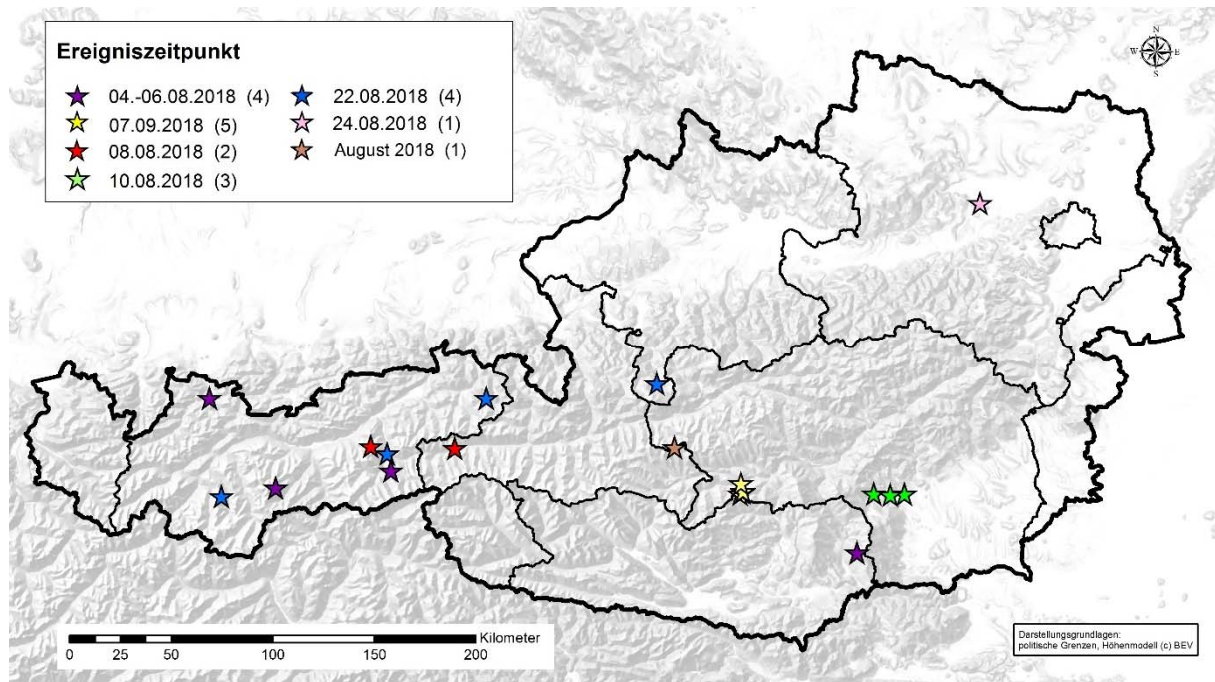 Ereigniszeitpunkt
04.-06.08.2018 (4)
07.09.2018 (5)
08.08.2018 (2)
10.08.2018 (3)
22.08.2018 (4)
24.08.2018 (1)
August 2018 (1)
N
W E
S
Kilometer
0 25 50 100 150 200
Darstellungsgrundlagen:
politische Grenzen, Höhenmodell (c) BEV